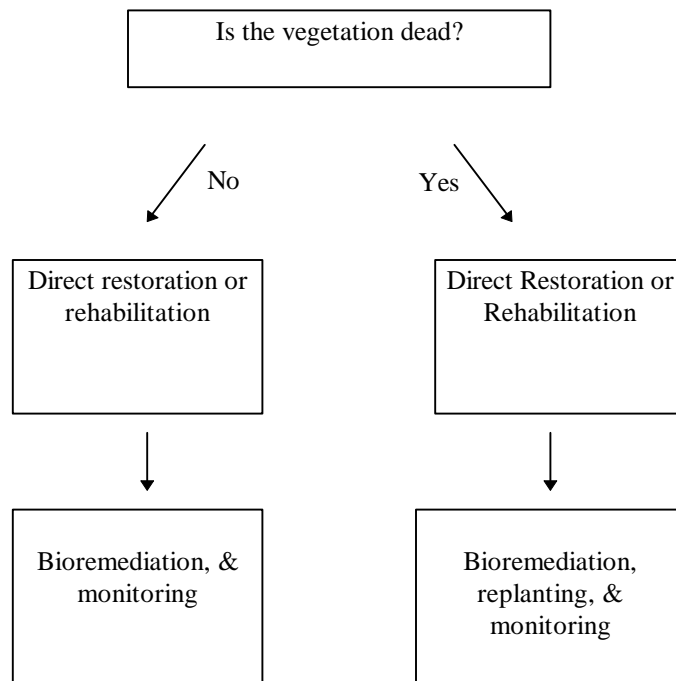 Is the vegetation dead?
No
Yes
Direct restoration or
rehabilitation
Direct Restoration or
Rehabilitation
Bioremediation, &
monitoring
Bioremediation,
replanting, &
monitoring